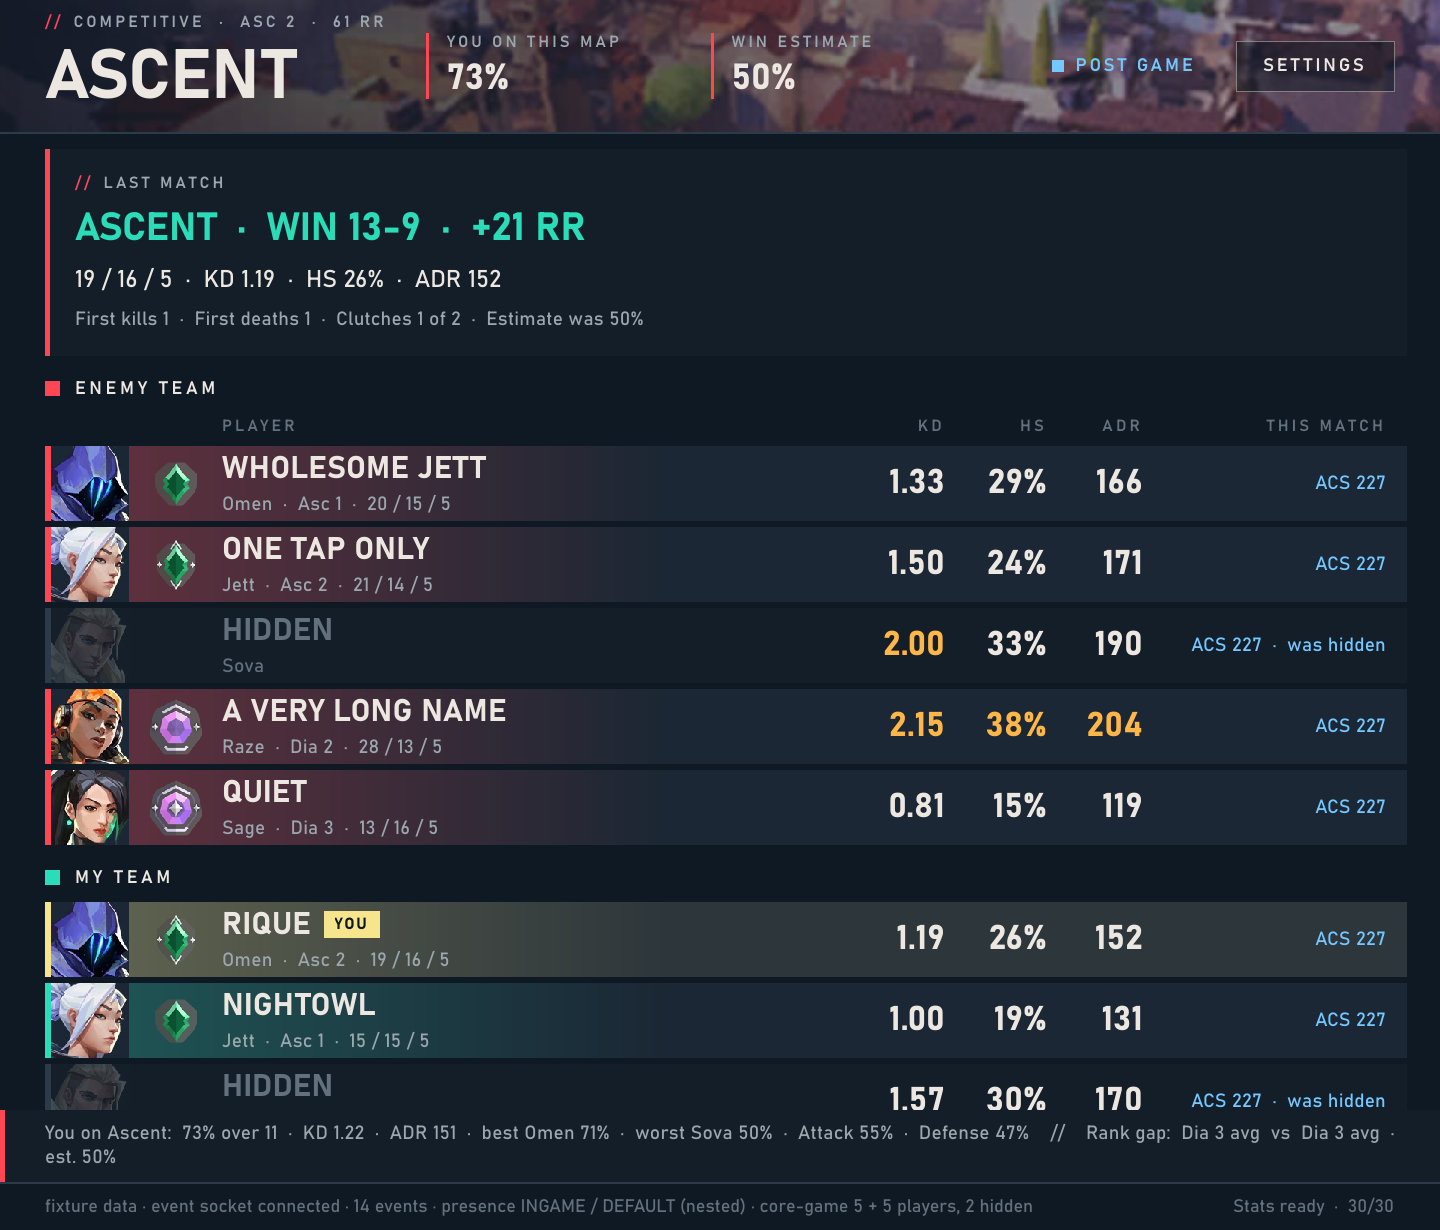 // COMPETITIVE · ASC 2 · 61 RR
ASCENT
YOU ON THIS MAP
73%
WIN ESTIMATE
50%
POST GAME
SETTINGS
// LAST MATCH
ASCENT · WIN 13-9 · +21 RR
19 / 16 / 5 · KD 1.19 · HS 26% · ADR 152
First kills 1 · First deaths 1 · Clutches 1 of 2 · Estimate was 50%
ENEMY TEAM
PLAYER KD HS ADR THIS MATCH
WHOLESOME JETT
Omen · Asc 1 · 20 / 15 / 5
1.33 29% 166 ACS 227
ONE TAP ONLY
Jett · Asc 2 · 21 / 14 / 5
1.50 24% 171 ACS 227
HIDDEN
Sova
2.00 33% 190 ACS 227 · was hidden
A VERY LONG NAME
Raze · Dia 2 · 28 / 13 / 5
2.15 38% 204 ACS 227
QUIET
Sage · Dia 3 · 13 / 16 / 5
0.81 15% 119 ACS 227
MY TEAM
RIQUE YOU
Omen · Asc 2 · 19 / 16 / 5
1.19 26% 152 ACS 227
NIGHTOWL
Jett · Asc 1 · 15 / 15 / 5
1.00 19% 131 ACS 227
HIDDEN
1.57 30% 170 ACS 227 · was hidden
You on Ascent: 73% over 11 · KD 1.22 · ADR 151 · best Omen 71% · worst Sova 50% · Attack 55% · Defense 47% // Rank gap: Dia 3 avg vs Dia 3 avg ·
est. 50%
fixture data · event socket connected · 14 events · presence INGAME / DEFAULT (nested) · core-game 5 + 5 players, 2 hidden
Stats ready · 30/30